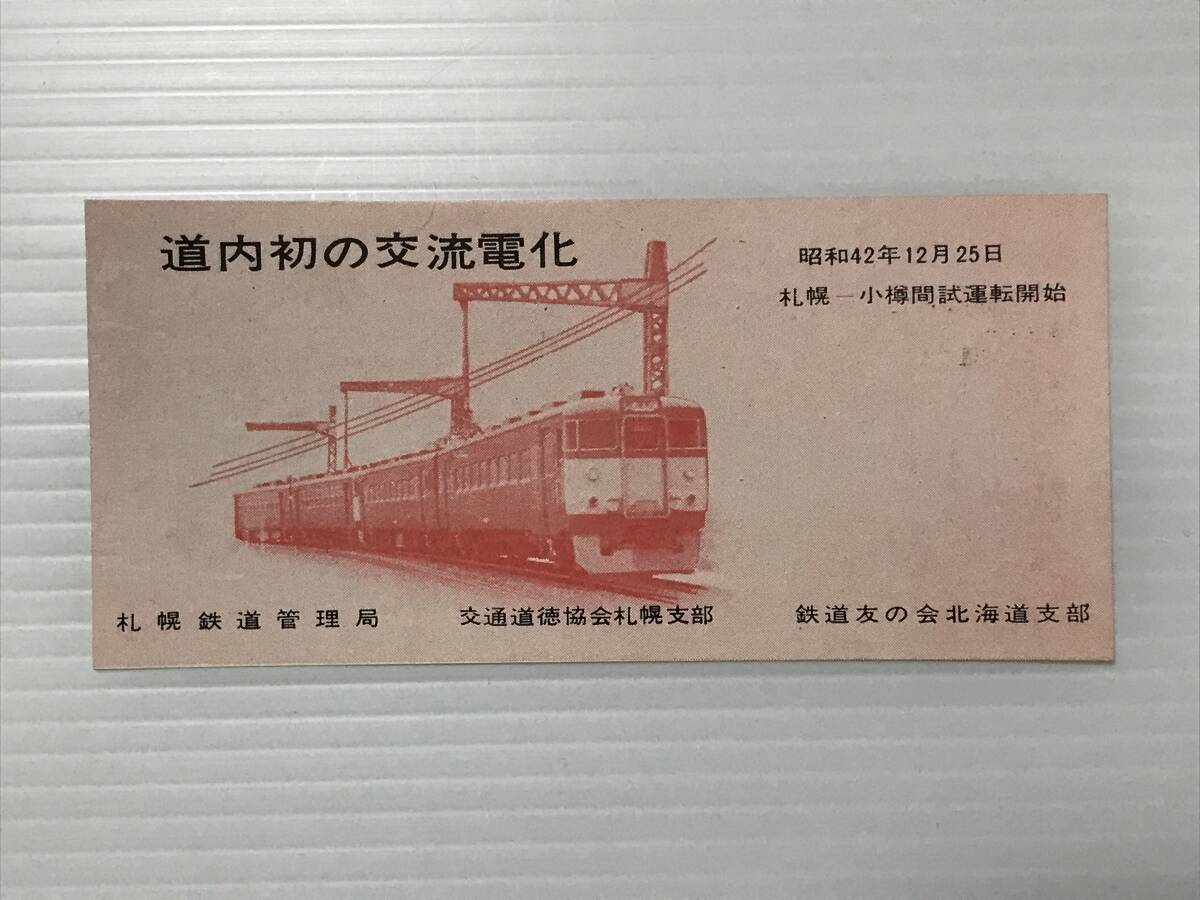 道内初の交流電化
昭和42年12月25日
札幌―小樽間試運転開始
札幌鉄道管理局
交通道徳協会札幌支部
鉄道友の会北海道支部